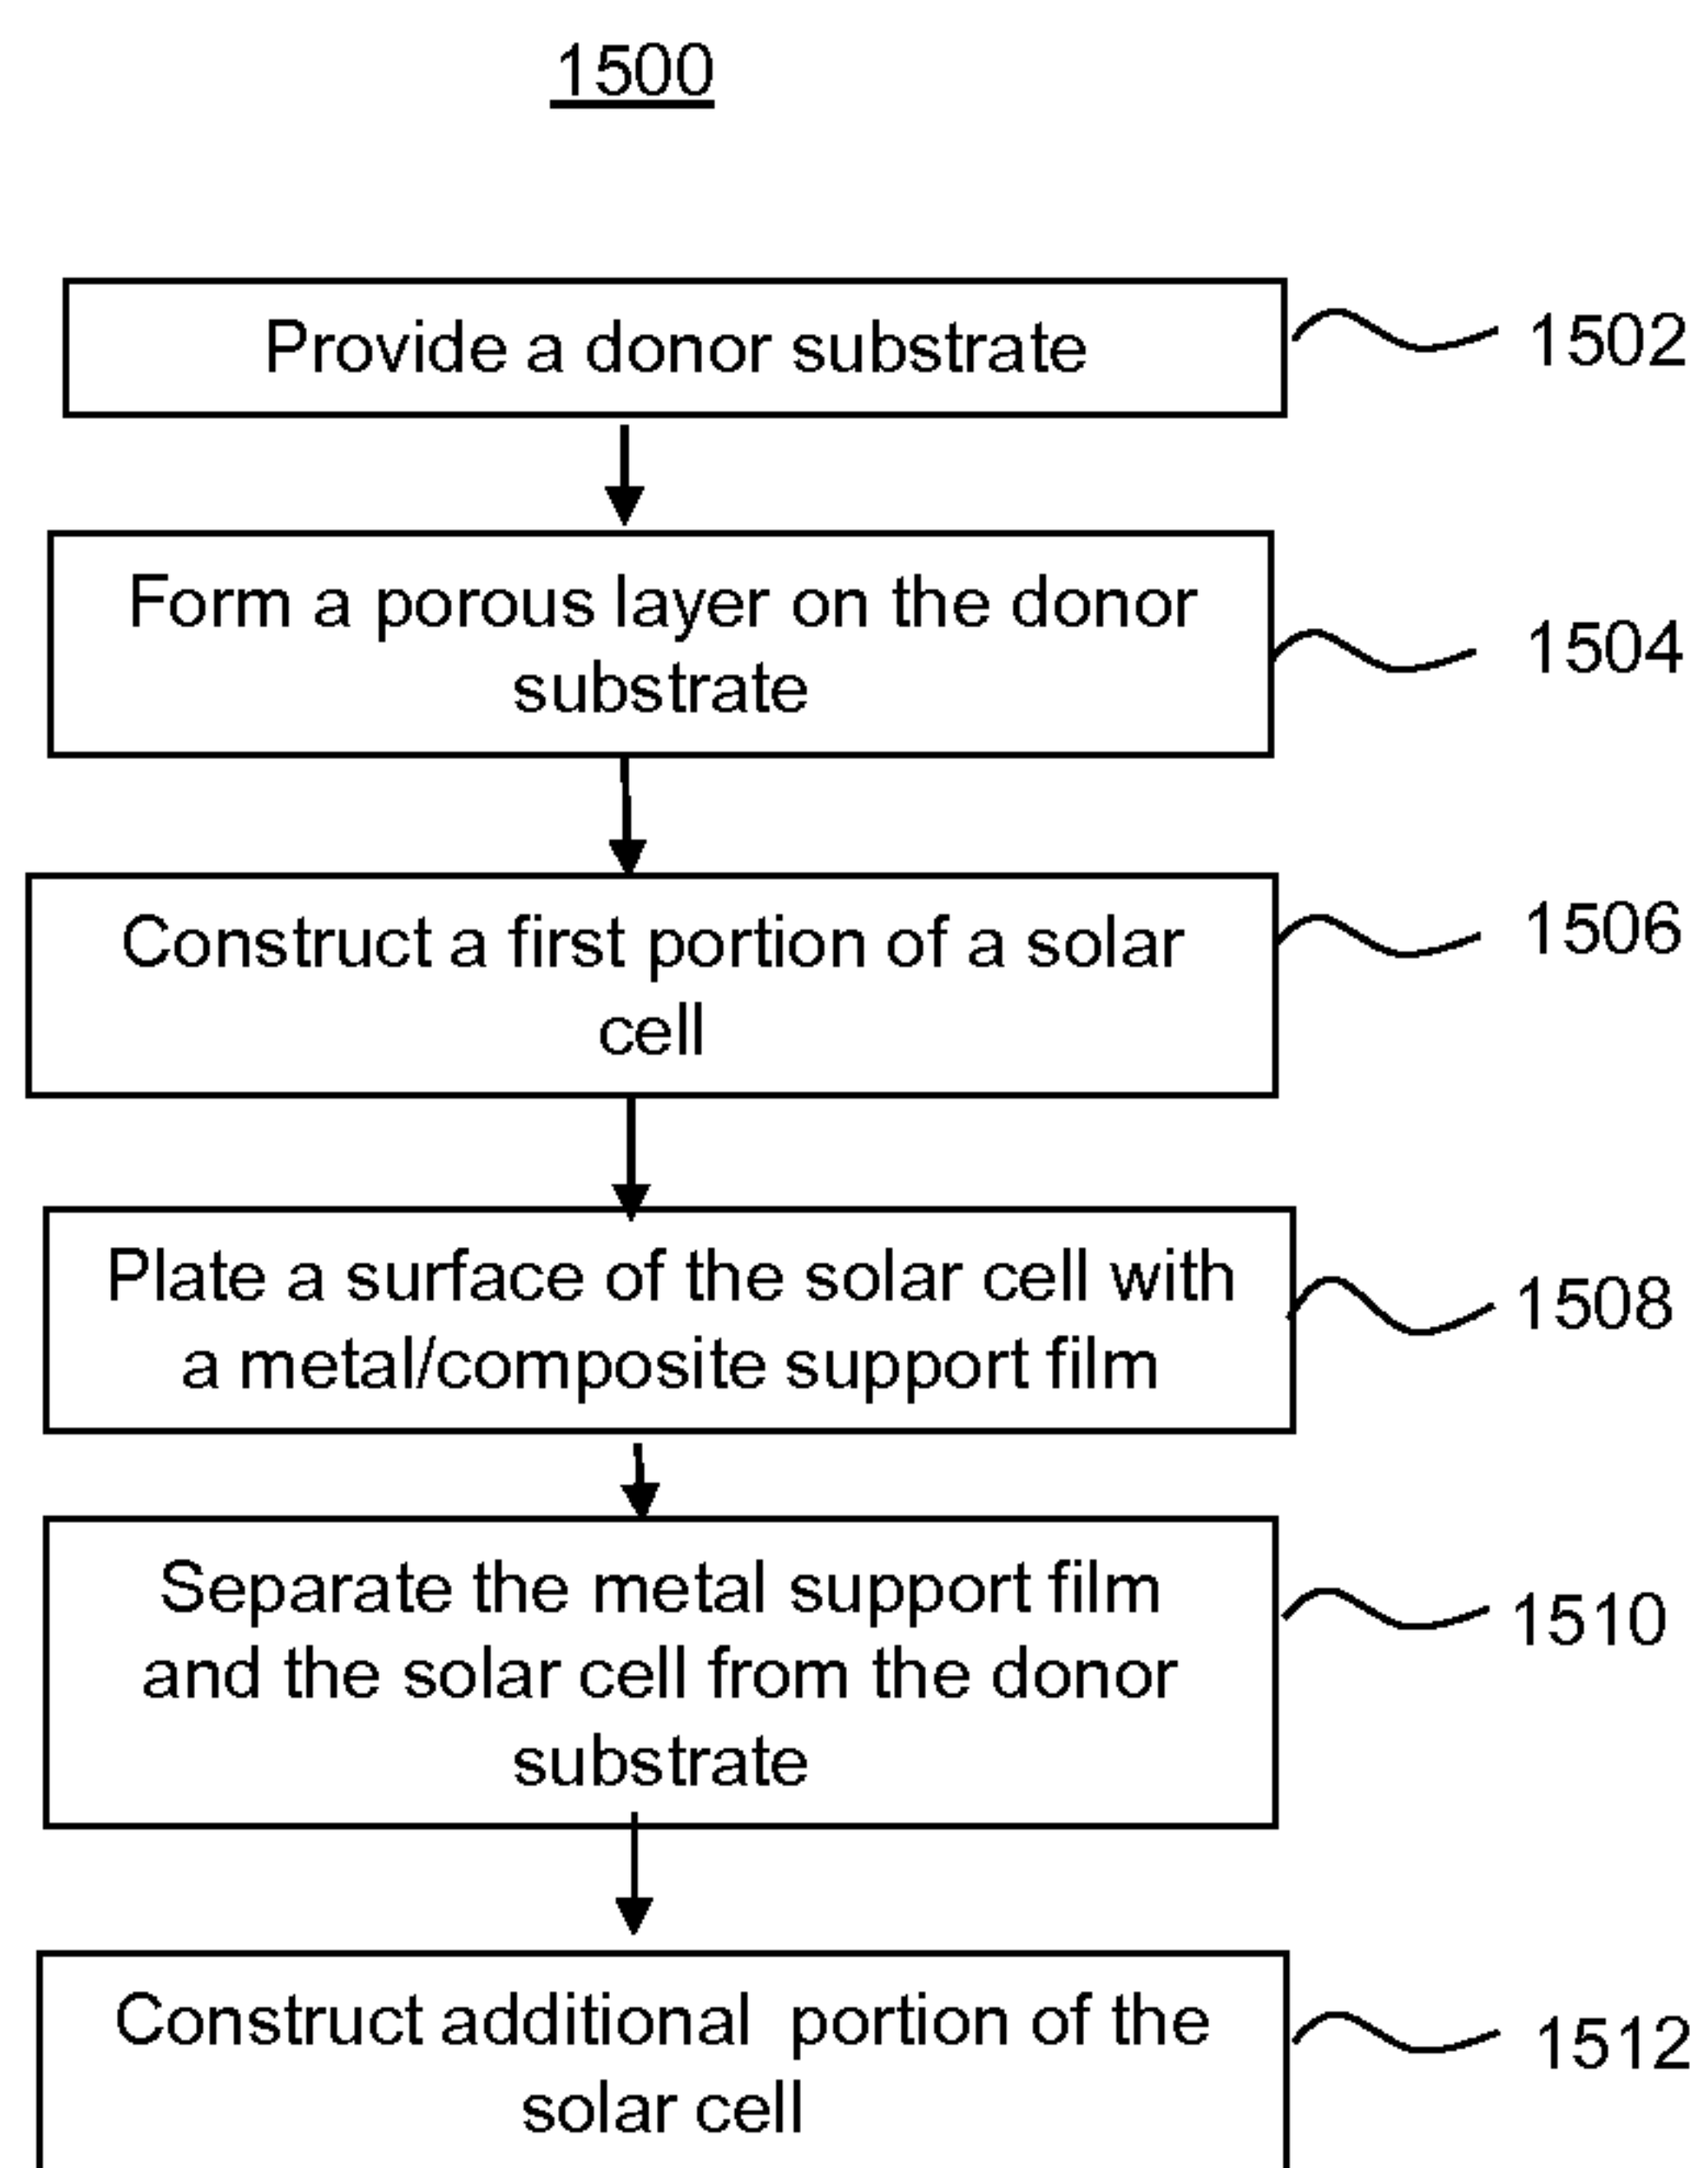 1500
Provide a donor substrate
1502
Form a porous layer on the donor
substrate
1504
Construct a first portion of a solar
cell
1506
Plate a surface of the solar cell with
a metal/composite support film
1508
Separate the metal support film
and the solar cell from the donor
substrate
1510
Construct additional portion of the
solar cell
1512